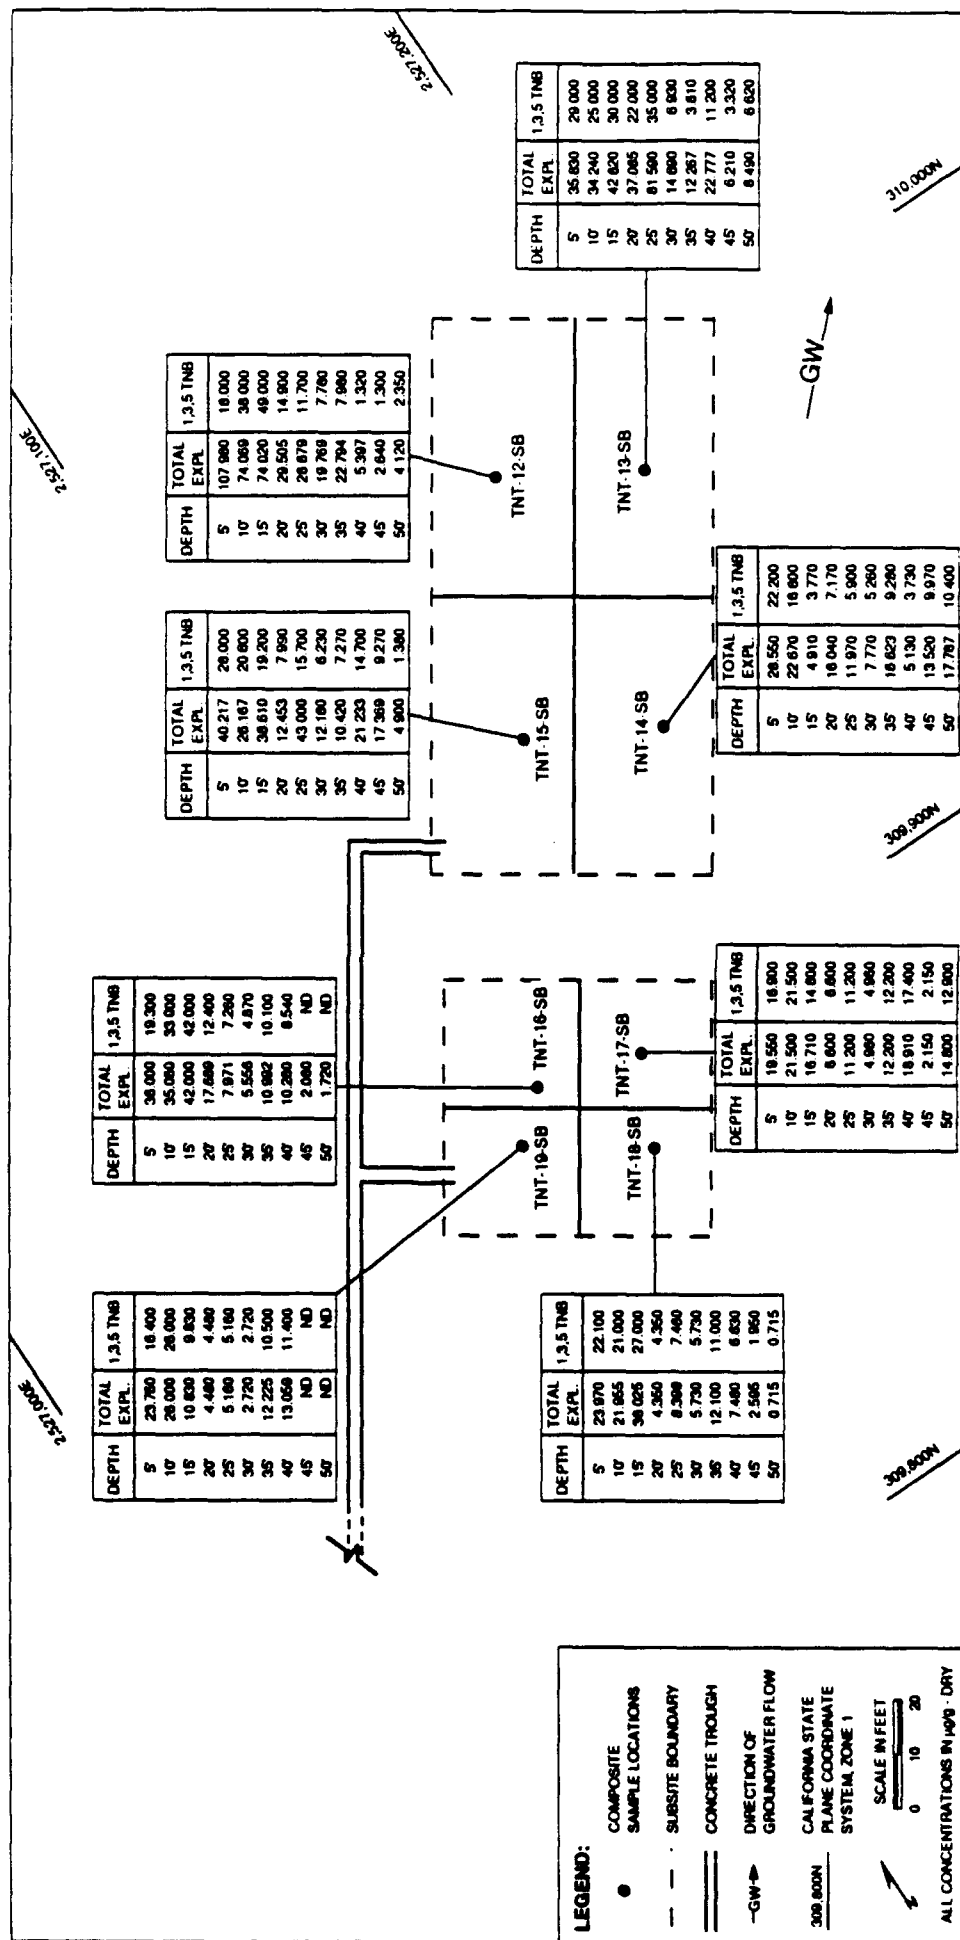 2,527,000E
2,527,100E
2,527,200E
DEPTH TOTAL EXPL. 1,3,5 TNB
5' 23.760 16.400
10' 26.000 26.000
15' 10.830 9.830
20' 4.480 4.480
25' 5.160 5.160
30' 2.720 2.720
35' 12.225 10.500
40' 13.059 11.400
45' ND ND
50' ND ND
DEPTH TOTAL EXPL. 1,3,5 TNB
5' 36.000 19.300
10' 35.080 33.000
15' 42.000 42.000
20' 17.699 12.400
25' 7.971 7.260
30' 5.556 4.870
35' 10.992 10.100
40' 10.280 8.540
45' 2.090 ND
50' 1.720 ND
DEPTH TOTAL EXPL. 1,3,5 TNB
5' 40.217 26.000
10' 26.167 20.600
15' 38.610 19.200
20' 12.453 7.990
25' 43.000 15.700
30' 12.180 6.230
35' 10.420 7.270
40' 21.233 14.700
45' 17.369 9.270
50' 4.900 1.380
DEPTH TOTAL EXPL. 1,3,5 TNB
5' 107.980 18.000
10' 74.069 38.000
15' 74.020 49.000
20' 29.505 14.900
25' 26.679 11.700
30' 19.769 7.780
35' 22.794 7.980
40' 5.397 1.320
45' 2.640 1.300
50' 4.120 2.350
DEPTH TOTAL EXPL. 1,3,5 TNB
5' 35.830 29.000
10' 34.240 25.000
15' 42.620 30.000
20' 37.085 22.000
25' 81.590 35.000
30' 14.690 6.930
35' 12.267 3.610
40' 22.777 11.200
45' 6.210 3.320
50' 8.490 6.620
TNT-19-SB
TNT-16-SB
TNT-15-SB
TNT-12-SB
TNT-18-SB
TNT-17-SB
TNT-14-SB
TNT-13-SB
DEPTH TOTAL EXPL. 1,3,5 TNB
5' 23.970 22.100
10' 21.955 21.000
15' 38.025 27.000
20' 4.350 4.350
25' 8.398 7.460
30' 5.730 5.730
35' 12.100 11.000
40' 7.480 6.830
45' 2.595 1.950
50' 0.715 0.715
DEPTH TOTAL EXPL. 1,3,5 TNB
5' 19.550 16.900
10' 21.500 21.500
15' 16.710 14.800
20' 6.600 6.600
25' 11.200 11.200
30' 4.980 4.980
35' 12.200 12.200
40' 18.910 17.400
45' 2.150 2.150
50' 14.800 12.900
DEPTH TOTAL EXPL. 1,3,5 TNB
5' 28.550 22.200
10' 22.670 16.600
15' 4.910 3.770
20' 16.040 7.170
25' 11.970 5.900
30' 7.770 5.260
35' 16.623 9.280
40' 5.130 3.730
45' 13.520 9.970
50' 17.787 10.400
GW
309,800N
309,900N
310,000N
LEGEND:
COMPOSITE
SAMPLE LOCATIONS
SUBSITE BOUNDARY
CONCRETE TROUGH
GW
DIRECTION OF
GROUNDWATER FLOW
309,800N
CALIFORNIA STATE
PLANE COORDINATE
SYSTEM, ZONE 1
SCALE IN FEET
0 10 20
ALL CONCENTRATIONS IN µg/g - DRY